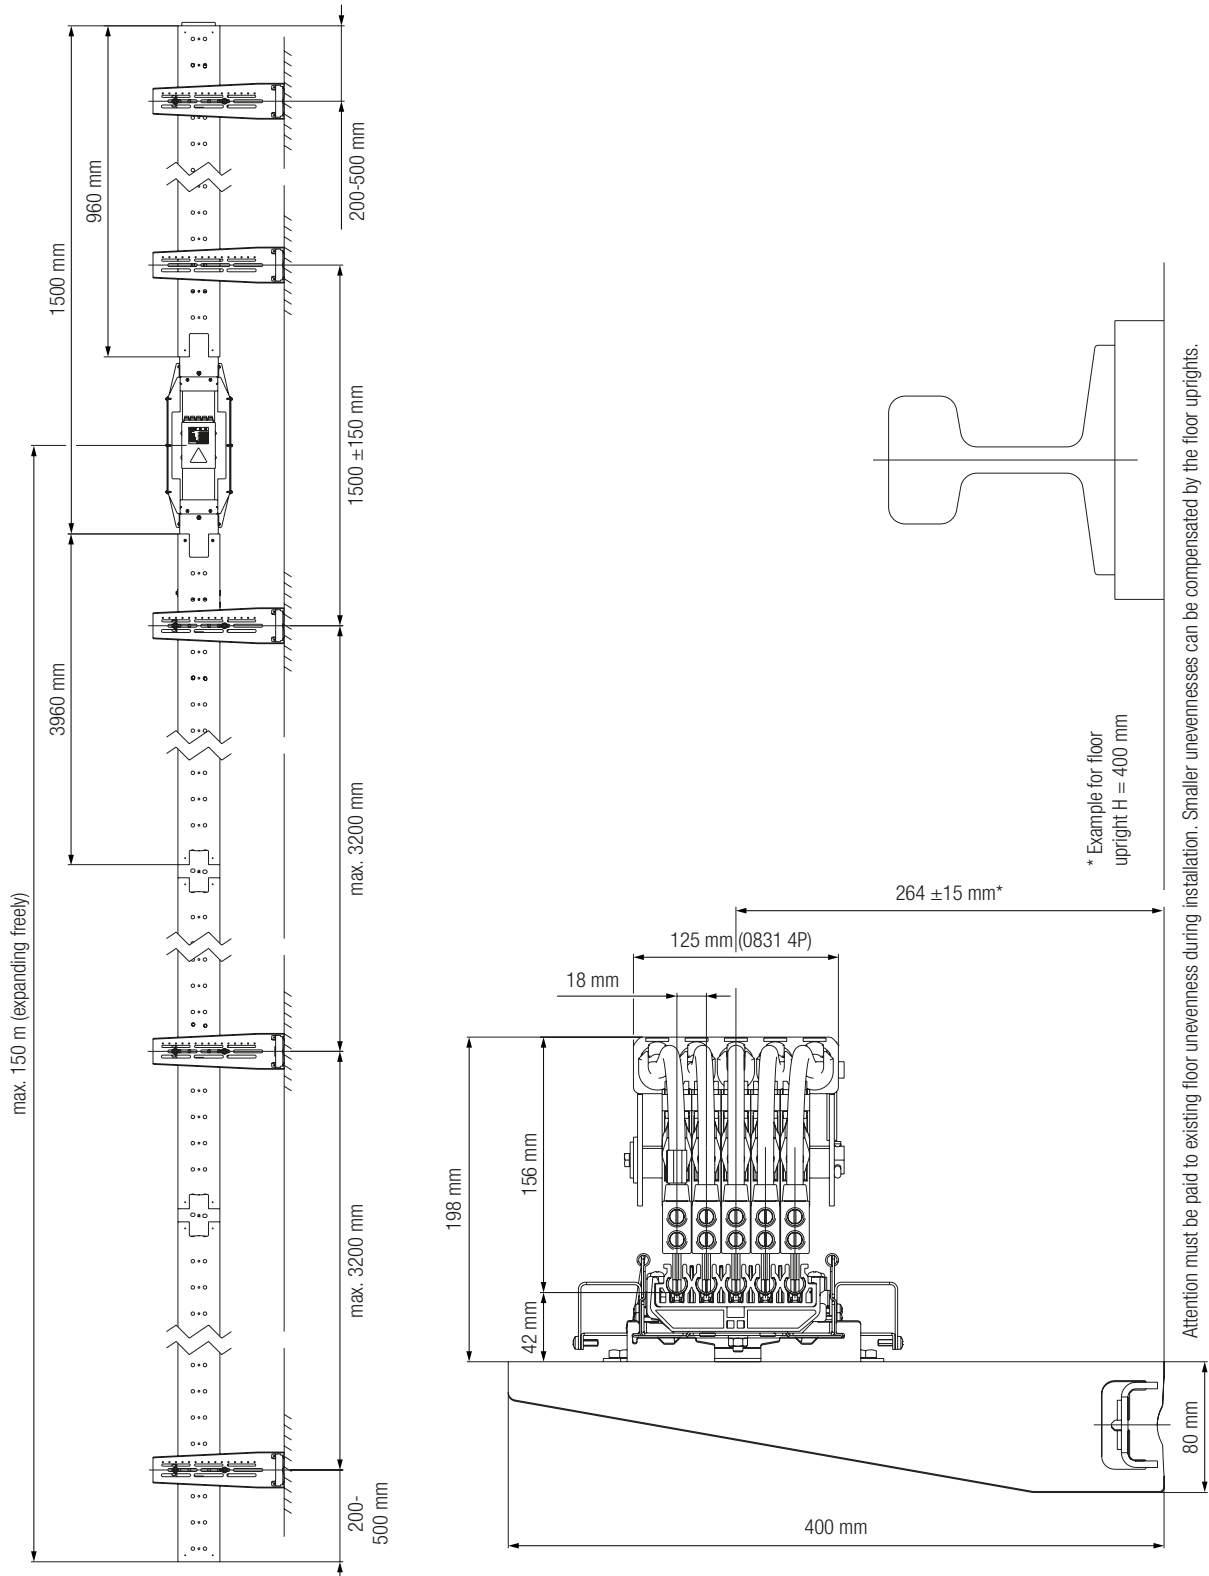 960 mm
1500 mm
200-500 mm
1500 ±150 mm
3960 mm
max. 3200 mm
max. 150 m (expanding freely)
max. 3200 mm
200-
500 mm
* Example for floor
upright H = 400 mm
264 ±15 mm*
125 mm (0831 4P)
18 mm
156 mm
198 mm
42 mm
80 mm
400 mm
Attention must be paid to existing floor unevenness during installation. Smaller unevennesses can be compensated by the floor uprights.